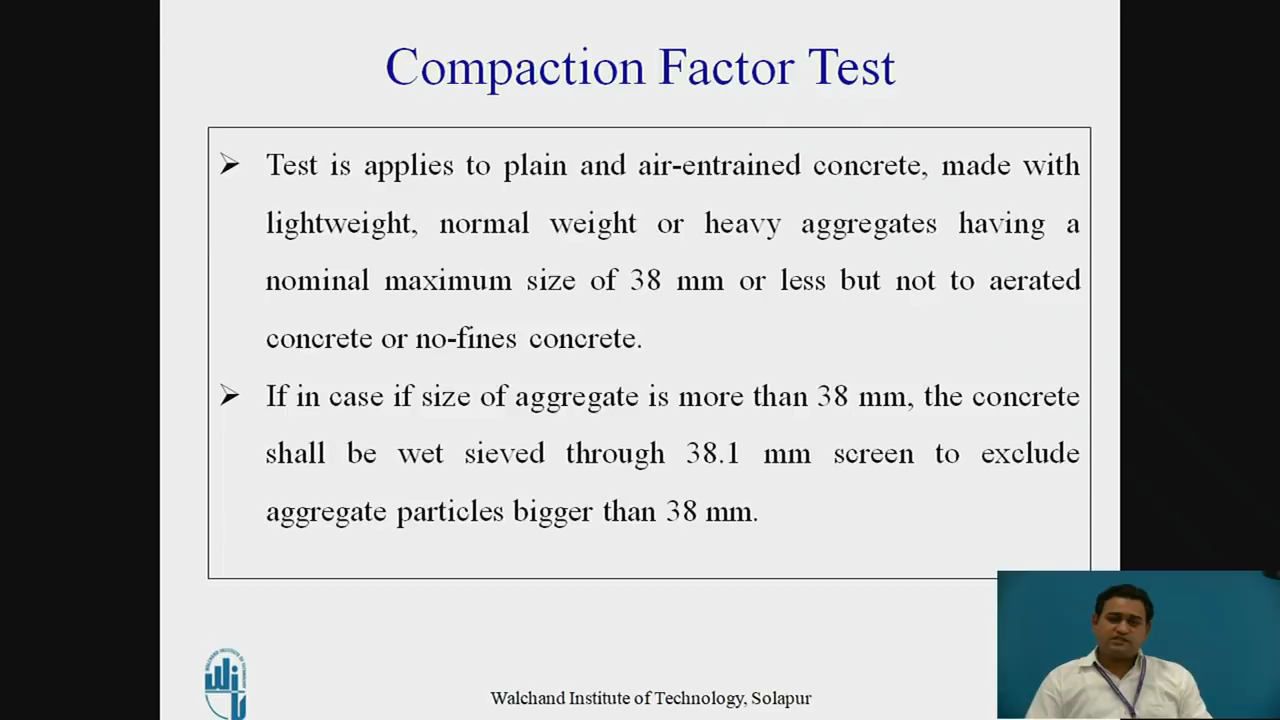 Compaction Factor Test
Test is applies to plain and air-entrained concrete, made with
lightweight, normal weight or heavy aggregates having a
nominal maximum size of 38 mm or less but not to aerated
concrete or no-fines concrete.
If in case if size of aggregate is more than 38 mm, the concrete
shall be wet sieved through 38.1 mm screen to exclude
aggregate particles bigger than 38 mm.
Walchand Institute of Technology, Solapur